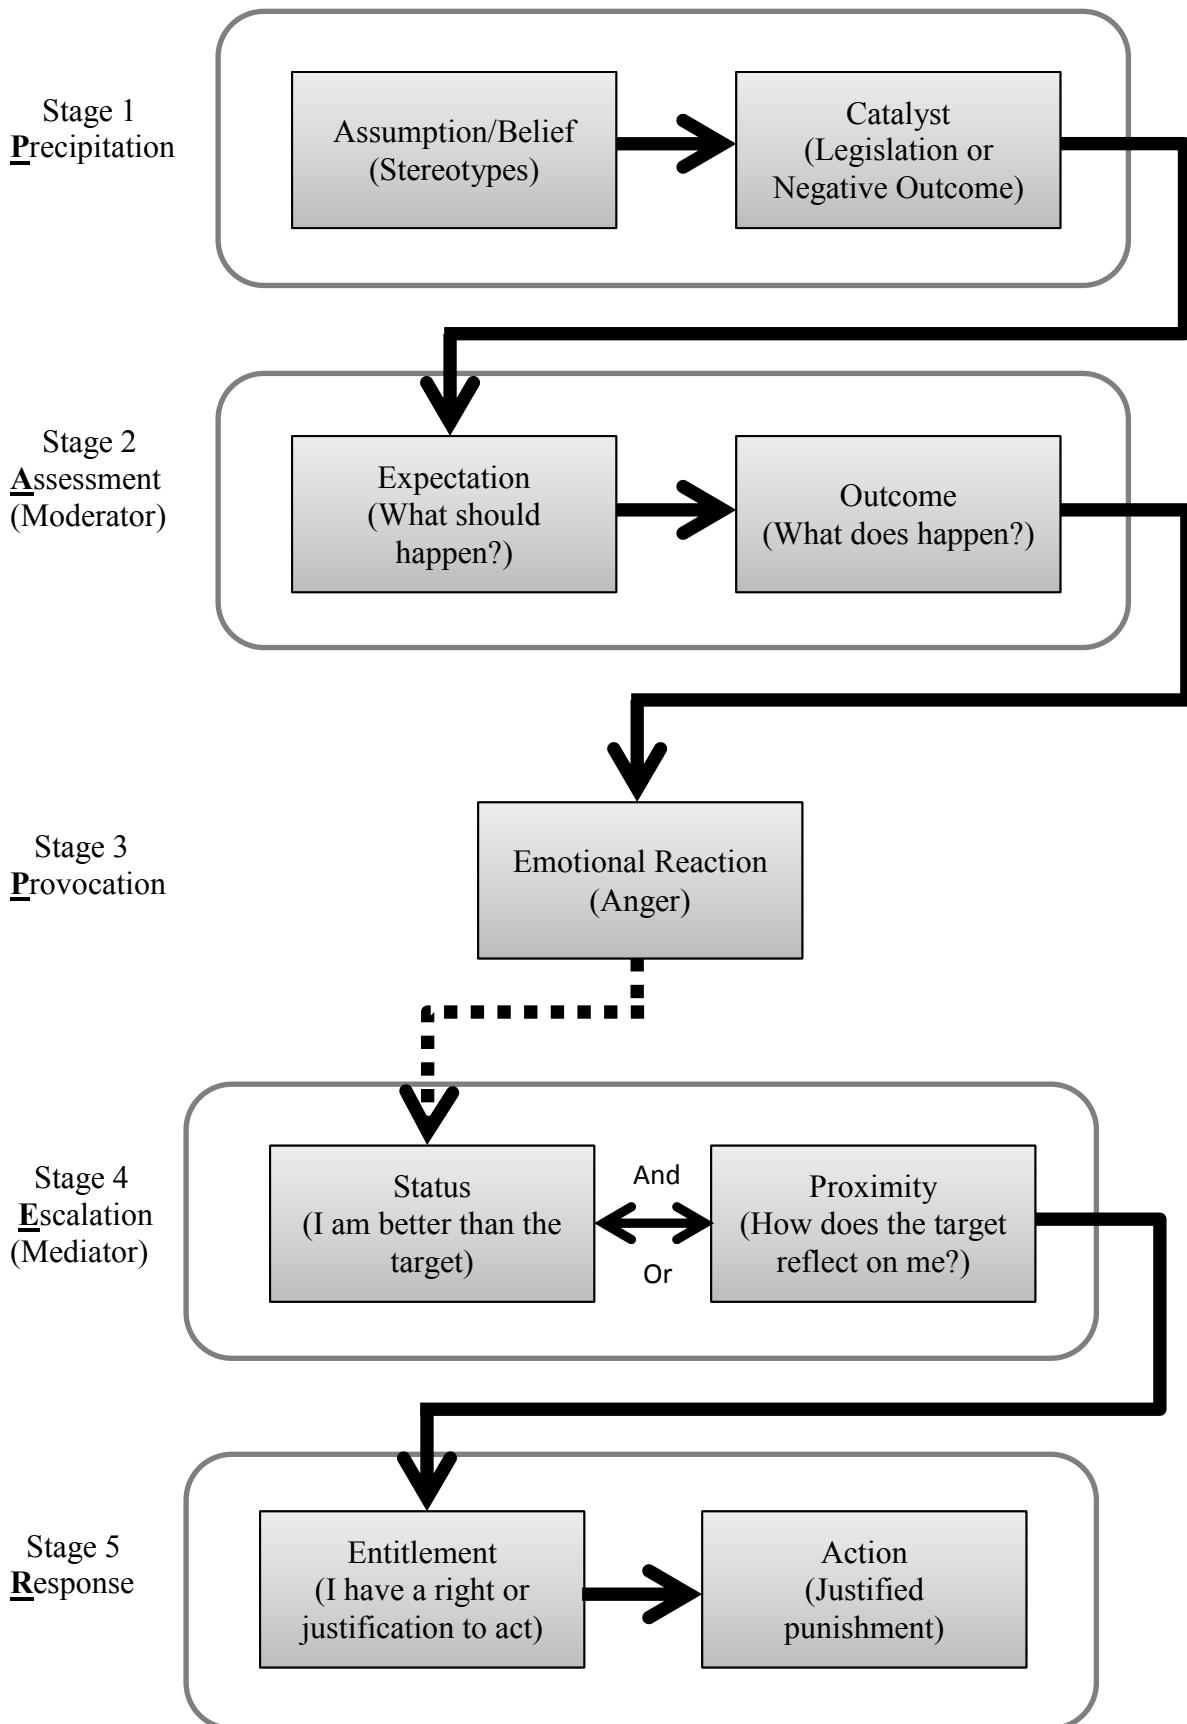 Stage 1
Precipitation
Assumption/Belief
(Stereotypes)
Catalyst
(Legislation or
Negative Outcome)
Stage 2
Assessment
(Moderator)
Expectation
(What should
happen?)
Outcome
(What does happen?)
Stage 3
Provocation
Emotional Reaction
(Anger)
Stage 4
Escalation
(Mediator)
Status
(I am better than the
target)
And
Or
Proximity
(How does the target
reflect on me?)
Stage 5
Response
Entitlement
(I have a right or
justification to act)
Action
(Justified
punishment)